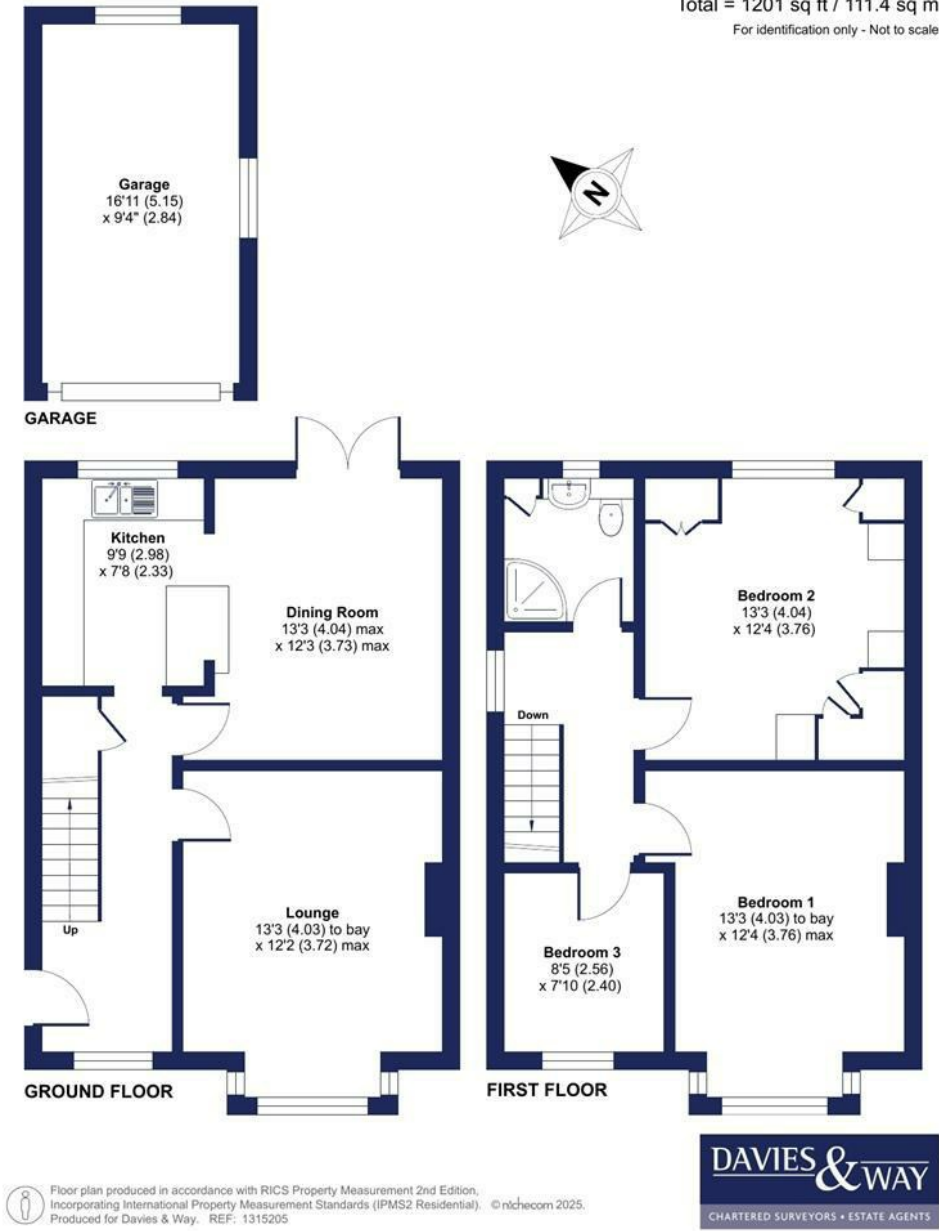 Total = 1201 sq ft / 111.4 sq m
For identification only - Not to scale
N
Garage
16'11 (5.15)
x 9'4" (2.84)
GARAGE
Kitchen
9'9 (2.98)
x 7'8 (2.33)
Dining Room
13'3 (4.04) max
x 12'3 (3.73) max
Up
Lounge
13'3 (4.03) to bay
x 12'2 (3.72) max
GROUND FLOOR
Bedroom 2
13'3 (4.04)
x 12'4 (3.76)
Down
Bedroom 1
13'3 (4.03) to bay
x 12'4 (3.76) max
Bedroom 3
8'5 (2.56)
x 7'10 (2.40)
FIRST FLOOR
Floor plan produced in accordance with RICS Property Measurement 2nd Edition,
Incorporating International Property Measurement Standards (IPMS2 Residential). © nichecom 2025.
Produced for Davies & Way. REF: 1315205
DAVIES & WAY
CHARTERED SURVEYORS • ESTATE AGENTS